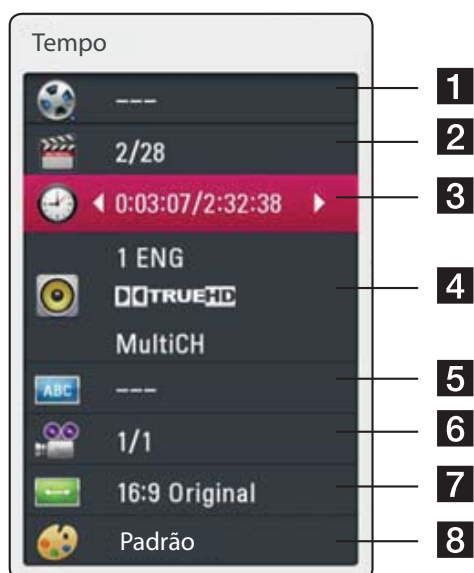 Tempo
--- 1
2/28 2
0:03:07/2:32:38 3
1 ENG
TRUEHD 4
MultiCH
ABC --- 5
1/1 6
16:9 Original 7
Padrão 8